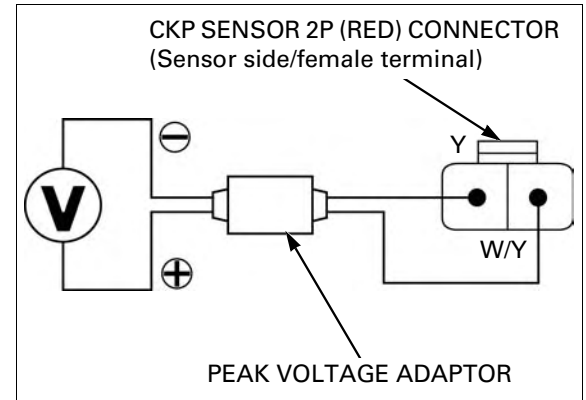 CKP SENSOR 2P (RED) CONNECTOR
(Sensor side/female terminal)
⊖
Y
V
W/Y
⊕
PEAK VOLTAGE ADAPTOR